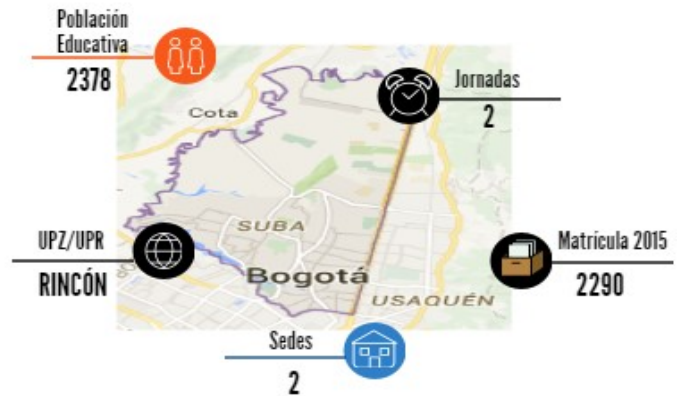 Población
Educativa
2378
Jornadas
2
Cota
SUBA
UPZ/UPR
RINCÓN
Bogotá
USAQUÉN
Matrícula 2015
2290
Sedes
2